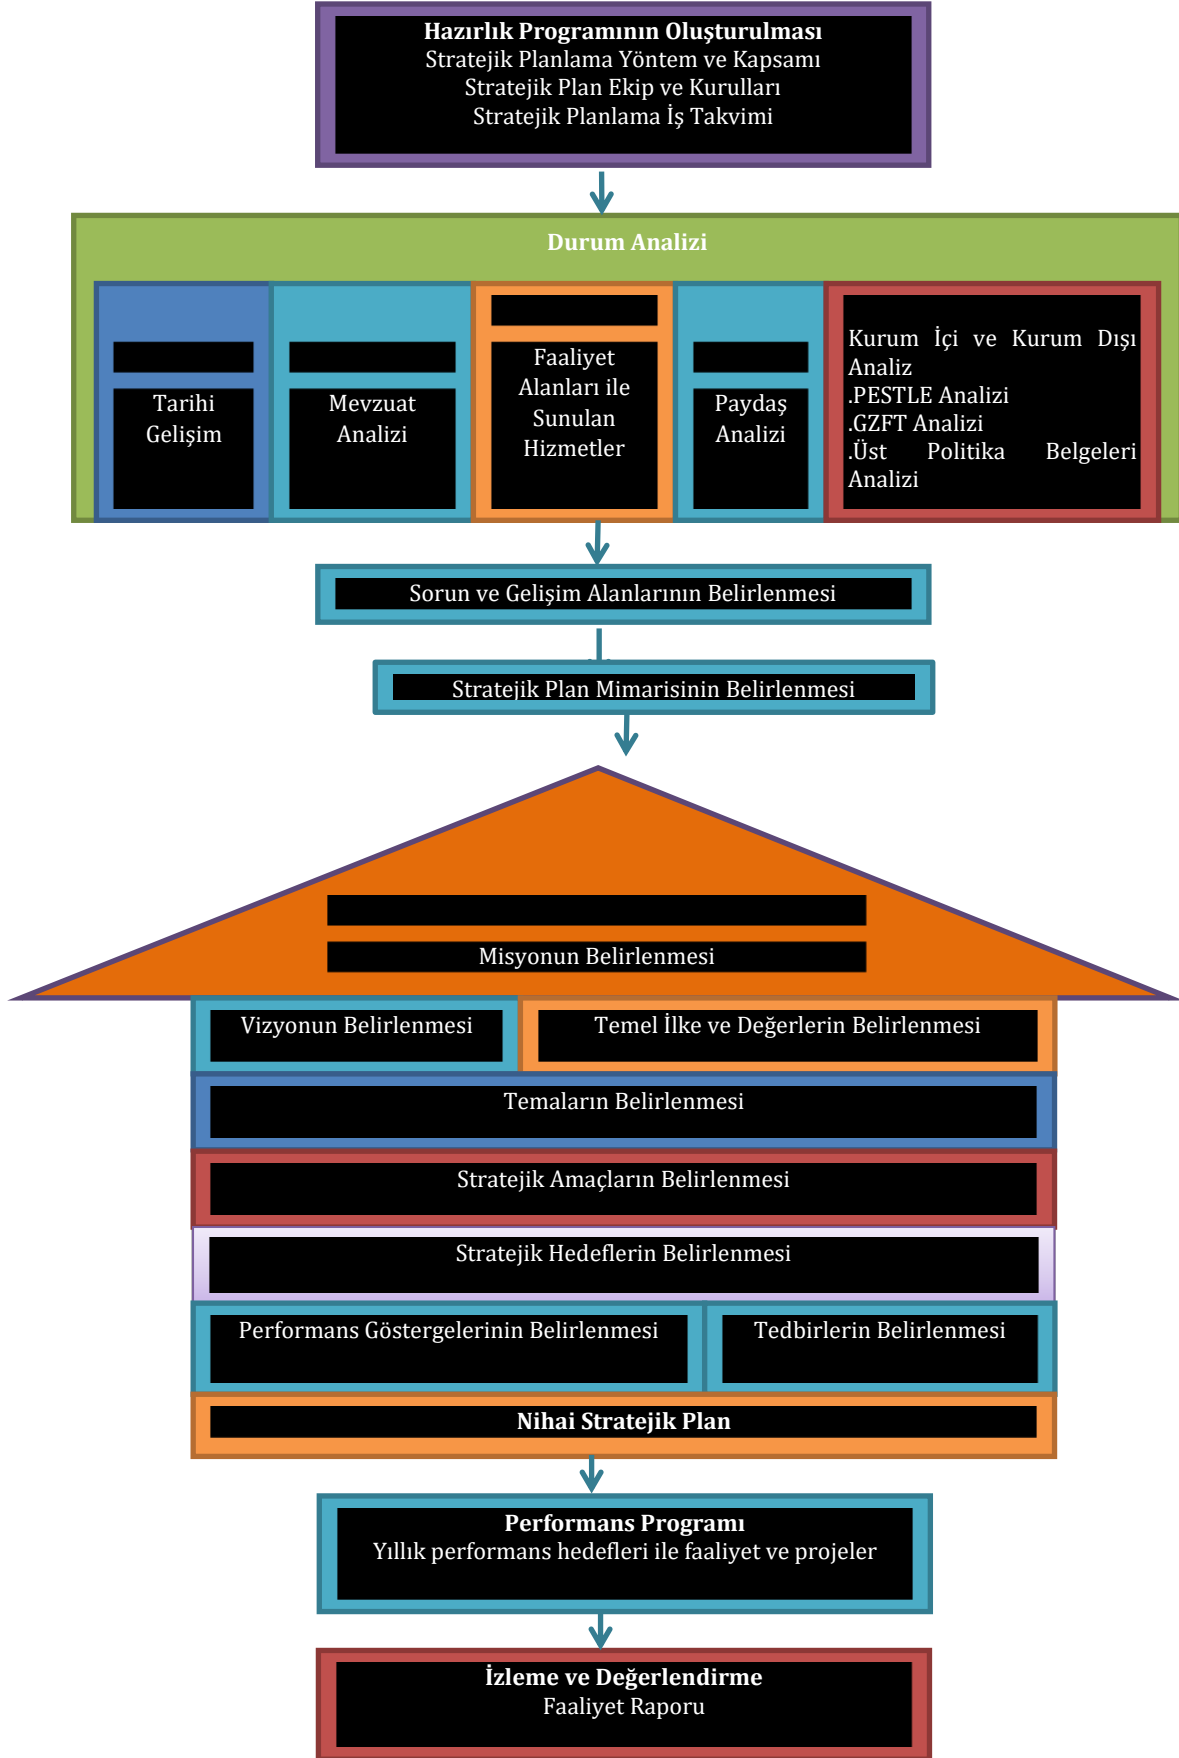 Hazırlık Programının Oluşturulması
Stratejik Planlama Yöntem ve Kapsamı
Stratejik Plan Ekip ve Kurulları
Stratejik Planlama İş Takvimi
Durum Analizi
Tarihi
Gelişim
Mevzuat
Analizi
Faaliyet
Alanları ile
Sunulan
Hizmetler
Paydaş
Analizi
Kurum İçi ve Kurum Dışı
Analiz
.PESTLE Analizi
.GZFT Analizi
.Üst Politika Belgeleri
Analizi
Sorun ve Gelişim Alanlarının Belirlenmesi
Stratejik Plan Mimarisinin Belirlenmesi
Misyonun Belirlenmesi
Vizyonun Belirlenmesi
Temel İlke ve Değerlerin Belirlenmesi
Temaların Belirlenmesi
Stratejik Amaçların Belirlenmesi
Stratejik Hedeflerin Belirlenmesi
Performans Göstergelerinin Belirlenmesi
Tedbirlerin Belirlenmesi
Nihai Stratejik Plan
Performans Programı
Yıllık performans hedefleri ile faaliyet ve projeler
İzleme ve Değerlendirme
Faaliyet Raporu